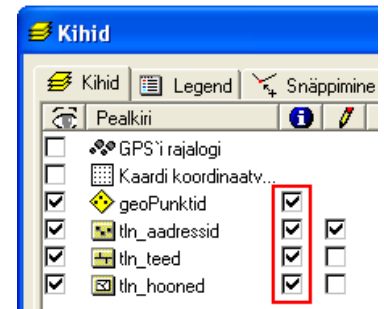 Kihid
Kihid Legend Snäppimine
Pealkiri
GPS`i rajalogi
Kaardi koordinaatv...
geoPunktid
tln_aadressid
tln_teed
tln_hooned